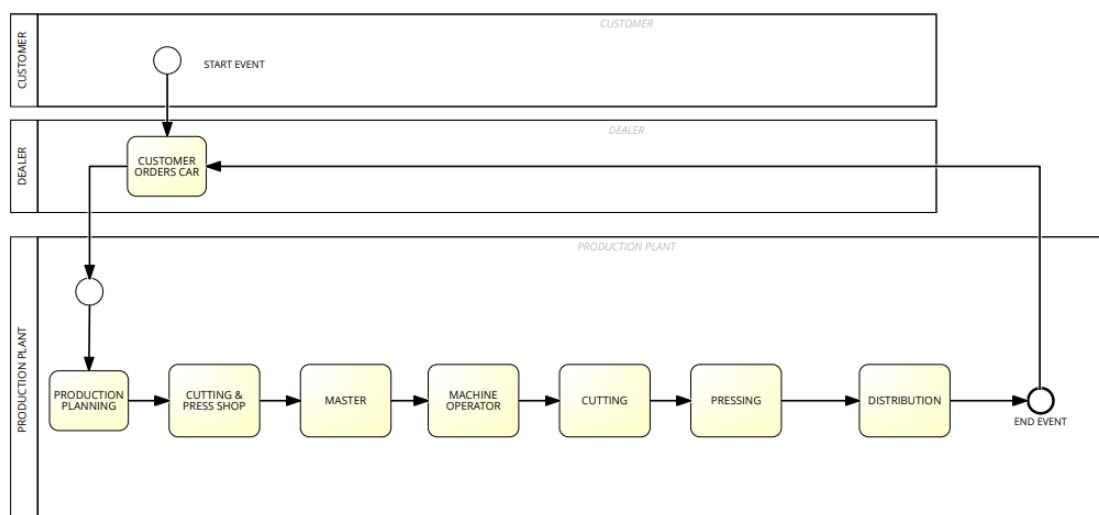 CUSTOMER
CUSTOMER
START EVENT
DEALER
DEALER
CUSTOMER
ORDERS CAR
PRODUCTION PLANT
PRODUCTION PLANT
PRODUCTION
PLANNING
CUTTING &
PRESS SHOP
MASTER
MACHINE
OPERATOR
CUTTING
PRESSING
DISTRIBUTION
END EVENT